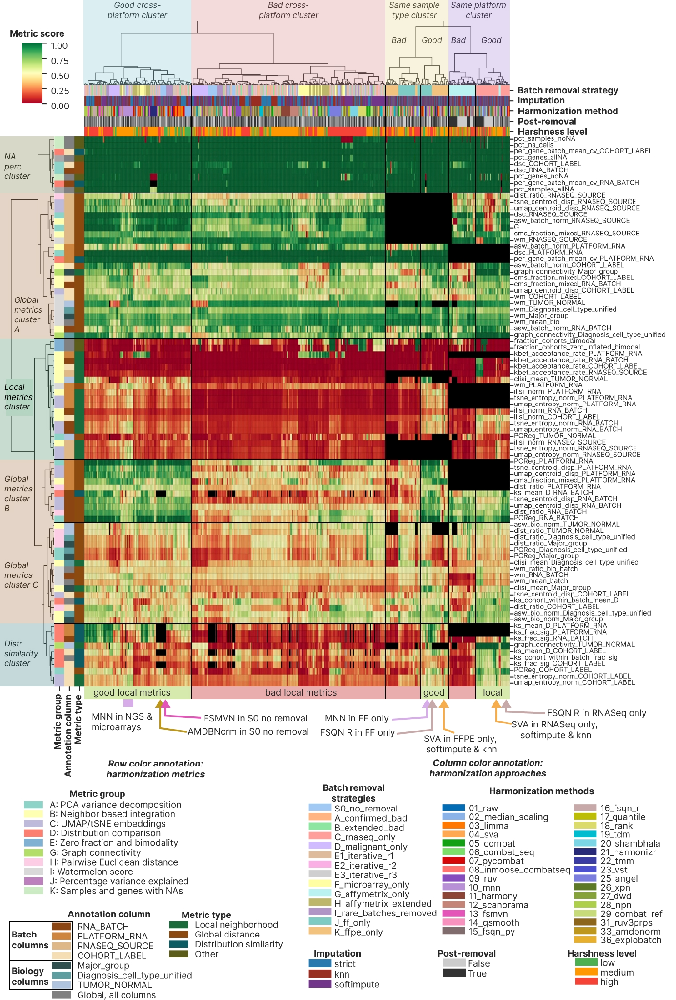 Good cross-
platform cluster
Bad cross-
platform cluster
Same sample
type cluster
Same platform
cluster
Bad
Good
Bad
Good
Metric score
1.00
0.75
0.50
0.25
0.00
Batch removal strategy
Imputation
Harmonization method
Post-removal
Harshness level
NA
perc
cluster
Global
metrics
cluster
A
Local
metrics
cluster
Global
metrics
cluster
B
Global
metrics
cluster C
Distr
similarity
cluster
pct_samples_noNA
pct_na_cells
per_gene_batch_mean_cv_COHORT_LABEL
pct_genes_allNA
dsc_COHORT_LABEL
dsc_RNA_BATCH
pct_genes_noNA
per_gene_batch_mean_cv_RNA_BATCH
pct_samples_allNA
dist_ratio_RNASEQ_SOURCE
tsne_centroid_disp_RNASEQ_SOURCE
umap_centroid_disp_RNASEQ_SOURCE
dsc_RNASEQ_SOURCE
asw_batch_norm_RNASEQ_SOURCE
G
cms_fraction_mixed_RNASEQ_SOURCE
wm_RNASEQ_SOURCE
asw_batch_norm_PLATFORM_RNA
dsc_PLATFORM_RNA
per_gene_batch_mean_cv_PLATFORM_RNA
asw_batch_norm_COHORT_LABEL
graph_connectivity_Major_group
cms_fraction_mixed_COHORT_LABEL
cms_fraction_mixed_RNA_BATCH
umap_centroid_disp_COHORT_LABEL
wm_COHORT_LABEL
wm_TUMOR_NORMAL
wm_Diagnosis_cell_type_unified
wm_Major_group
wm_mean_bio
asw_batch_norm_RNA_BATCH
graph_connectivity_Diagnosis_cell_type_unified
fraction_cohorts_bimodal
fraction_cohorts_zero_inflated_bimodal
kbet_acceptance_rate_PLATFORM_RNA
kbet_acceptance_rate_RNA_BATCH
kbet_acceptance_rate_COHORT_LABEL
kbet_acceptance_rate_RNASEQ_SOURCE
clisi_mean_TUMOR_NORMAL
wm_PLATFORM_RNA
ilisi_norm_PLATFORM_RNA
tsne_entropy_norm_PLATFORM_RNA
umap_entropy_norm_PLATFORM_RNA
ilisi_norm_RNA_BATCH
ilisi_norm_COHORT_LABEL
tsne_entropy_norm_RNA_BATCH
umap_entropy_norm_RNA_BATCH
PCReg_TUMOR_NORMAL
ilisi_norm_RNASEQ_SOURCE
tsne_entropy_norm_RNASEQ_SOURCE
umap_entropy_norm_RNASEQ_SOURCE
PCReg_PLATFORM_RNA
tsne_centroid_disp_PLATFORM_RNA
umap_centroid_disp_PLATFORM_RNA
cms_fraction_mixed_PLATFORM_RNA
dist_ratio_PLATFORM_RNA
ks_mean_D_RNA_BATCH
tsne_centroid_disp_RNA_BATCH
umap_centroid_disp_RNA_BATCH
dist_ratio_RNA_BATCH
PCReg_RNA_BATCH
asw_bio_norm_TUMOR_NORMAL
dist_ratio_TUMOR_NORMAL
dist_ratio_Diagnosis_cell_type_unified
dist_ratio_Major_group
PCReg_Diagnosis_cell_type_unified
PCReg_Major_group
clisi_mean_Diagnosis_cell_type_unified
wm_ratio_bio_batch
wm_RNA_BATCH
wm_mean_batch
clisi_mean_Major_group
tsne_centroid_disp_COHORT_LABEL
ks_cohort_within_batch_mean_D
dist_ratio_COHORT_LABEL
asw_bio_norm_Diagnosis_cell_type_unified
asw_bio_norm_Major_group
ks_mean_D_PLATFORM_RNA
ks_frac_sig_PLATFORM_RNA
ks_frac_sig_RNA_BATCH
graph_connectivity_TUMOR_NORMAL
ks_mean_D_COHORT_LABEL
ks_cohort_within_batch_frac_sig
ks_frac_sig_COHORT_LABEL
PCReg_COHORT_LABEL
tsne_entropy_norm_COHORT_LABEL
umap_entropy_norm_COHORT_LABEL
good local metrics
bad local metrics
good
local
Metric group
Annotation column
Metric type
MNN in NGS &
microarrays
FSMVN in S0 no removal
AMDBNorm in S0 no removal
MNN in FF only
FSQN R in FF only
SVA in FFPE only,
softimpute & knn
FSQN R in RNASeq only
SVA in RNASeq only,
softimpute & knn
Row color annotation:
harmonization metrics
Column color annotation:
harmonization approaches
Metric group
A: PCA variance decomposition
B: Neighbor based integration
C: UMAP/tSNE embeddings
D: Distribution comparison
E: Zero fraction and bimodality
G: Graph connectivity
H: Pairwise Euclidean distance
I: Watermelon score
J: Percentage variance explained
K: Samples and genes with NAs
Annotation column
Batch
columns
RNA_BATCH
PLATFORM_RNA
RNASEQ_SOURCE
COHORT_LABEL
Biology
columns
Major_group
Diagnosis_cell_type_unified
TUMOR_NORMAL
Global, all columns
Metric type
Local neighborhood
Global distance
Distribution similarity
Other
Batch removal
strategies
S0_no_removal
A_confirmed_bad
B_extended_bad
C_rnaseq_only
D_malignant_only
E1_iterative_r1
E2_iterative_r2
E3_iterative_r3
F_microarray_only
G_affymetrix_only
H_affymetrix_extended
I_rare_batches_removed
J_ff_only
K_ffpe_only
Imputation
strict
knn
softimpute
Harmonization methods
01_raw
02_median_scaling
03_limma
04_sva
05_combat
06_combat_seq
07_pycombat
08_inmoose_combatseq
09_ruv
10_mnn
11_harmony
12_scanorama
13_fsmvn
14_qsmooth
15_fsqn_py
16_fsqn_r
17_quantile
18_rank
19_tdm
20_shambhala
21_harmonizr
22_tmm
23_vst
25_angel
26_xpn
27_dwd
28_npn
29_combat_ref
31_ruv3prps
33_amdbnorm
36_explobatch
Post-removal
False
True
Harshness level
low
medium
high